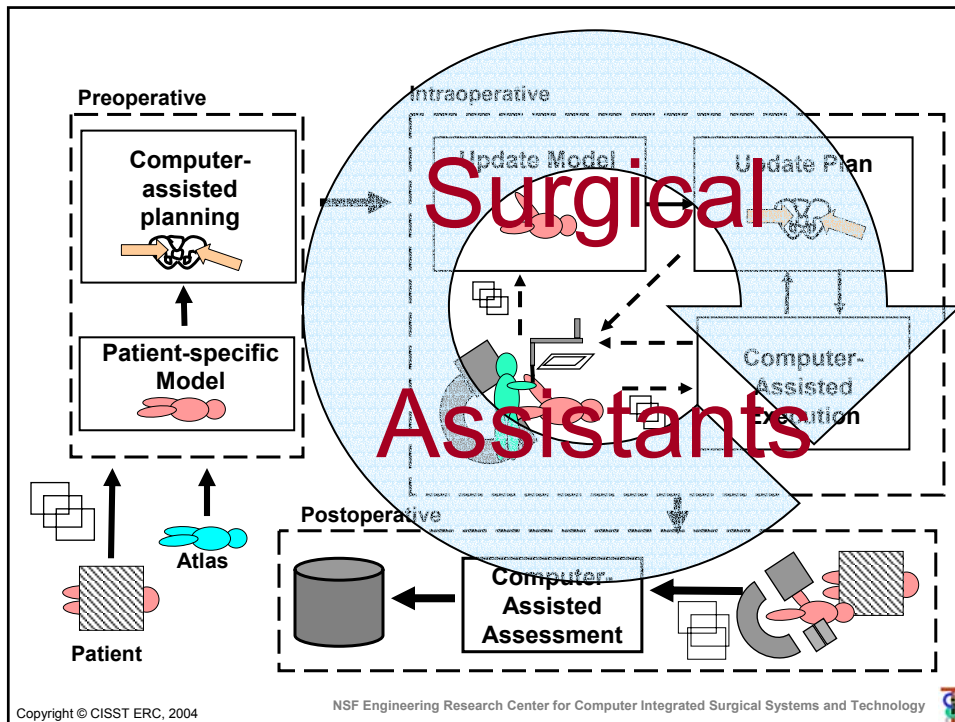 Preoperative
Intraoperative
Computer-
assisted
planning
Update Model
Update Plan
Surgical
Patient-specific
Model
Computer-
Assisted
Execution
Assistants
Postoperative
Atlas
Patient
Computer-
Assisted
Assessment
Copyright © CISST ERC, 2004
NSF Engineering Research Center for Computer Integrated Surgical Systems and Technology